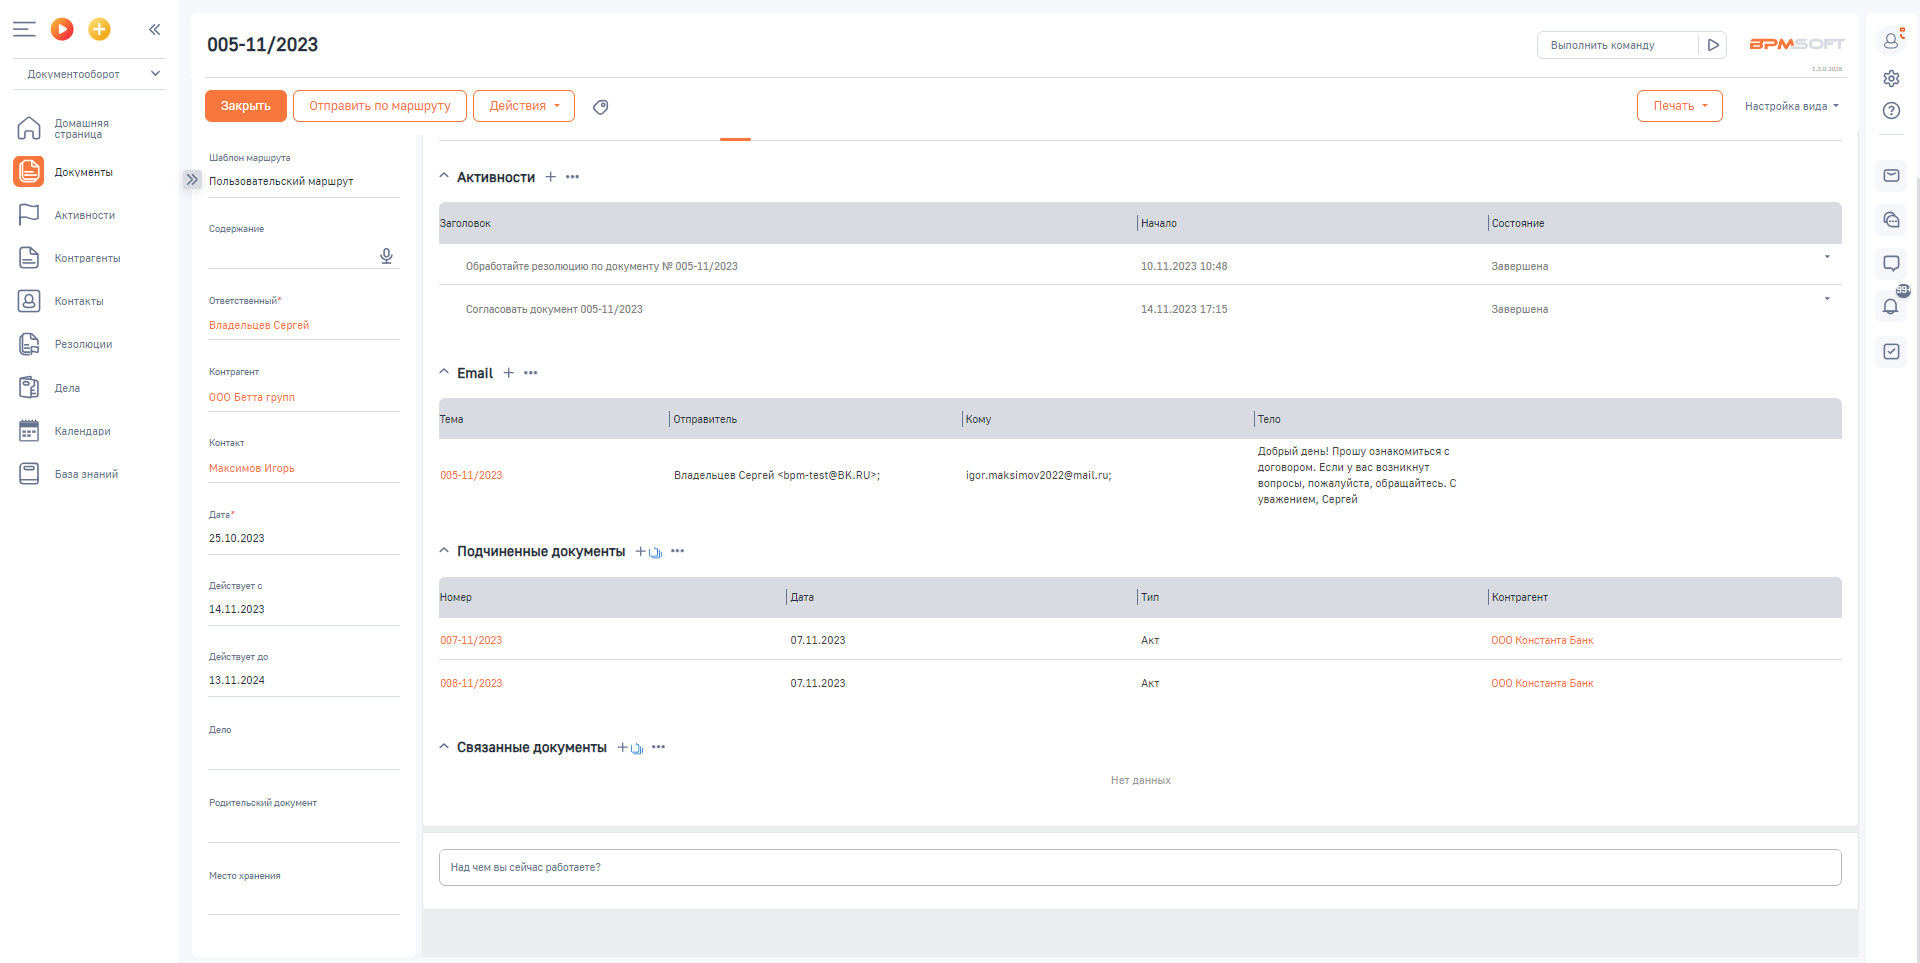 005-11/2023
Выполнить команду
BPMSOFT
1.3.0.3026
Документооборот
Закрыть
Отправить по маршруту
Действия
Печать
Настройка вида
Домашняя
страница
Документы
Активности
Контрагенты
Контакты
Резолюции
Дела
Календари
База знаний
Шаблон маршрута
Пользовательский маршрут
Содержание
Ответственный*
Владельцев Сергей
Контрагент
ООО Бетта групп
Контакт
Максимов Игорь
Дата*
25.10.2023
Действует с
14.11.2023
Действует до
13.11.2024
Дело
Родительский документ
Место хранения
Активности
Заголовок Начало Состояние
Обработайте резолюцию по документу № 005-11/2023 10.11.2023 10:48 Завершена
Согласовать документ 005-11/2023 14.11.2023 17:15 Завершена
Email
Тема Отправитель Кому Тело
005-11/2023 Владельцев Сергей <bpm-test@BK.RU>; igor.maksimov2022@mail.ru;
Добрый день! Прошу ознакомиться с
договором. Если у вас возникнут
вопросы, пожалуйста, обращайтесь. С
уважением, Сергей
Подчиненные документы
Номер Дата Тип Контрагент
007-11/2023 07.11.2023 Акт ООО Константа Банк
008-11/2023 07.11.2023 Акт ООО Константа Банк
Связанные документы
Нет данных
Над чем вы сейчас работаете?
99+